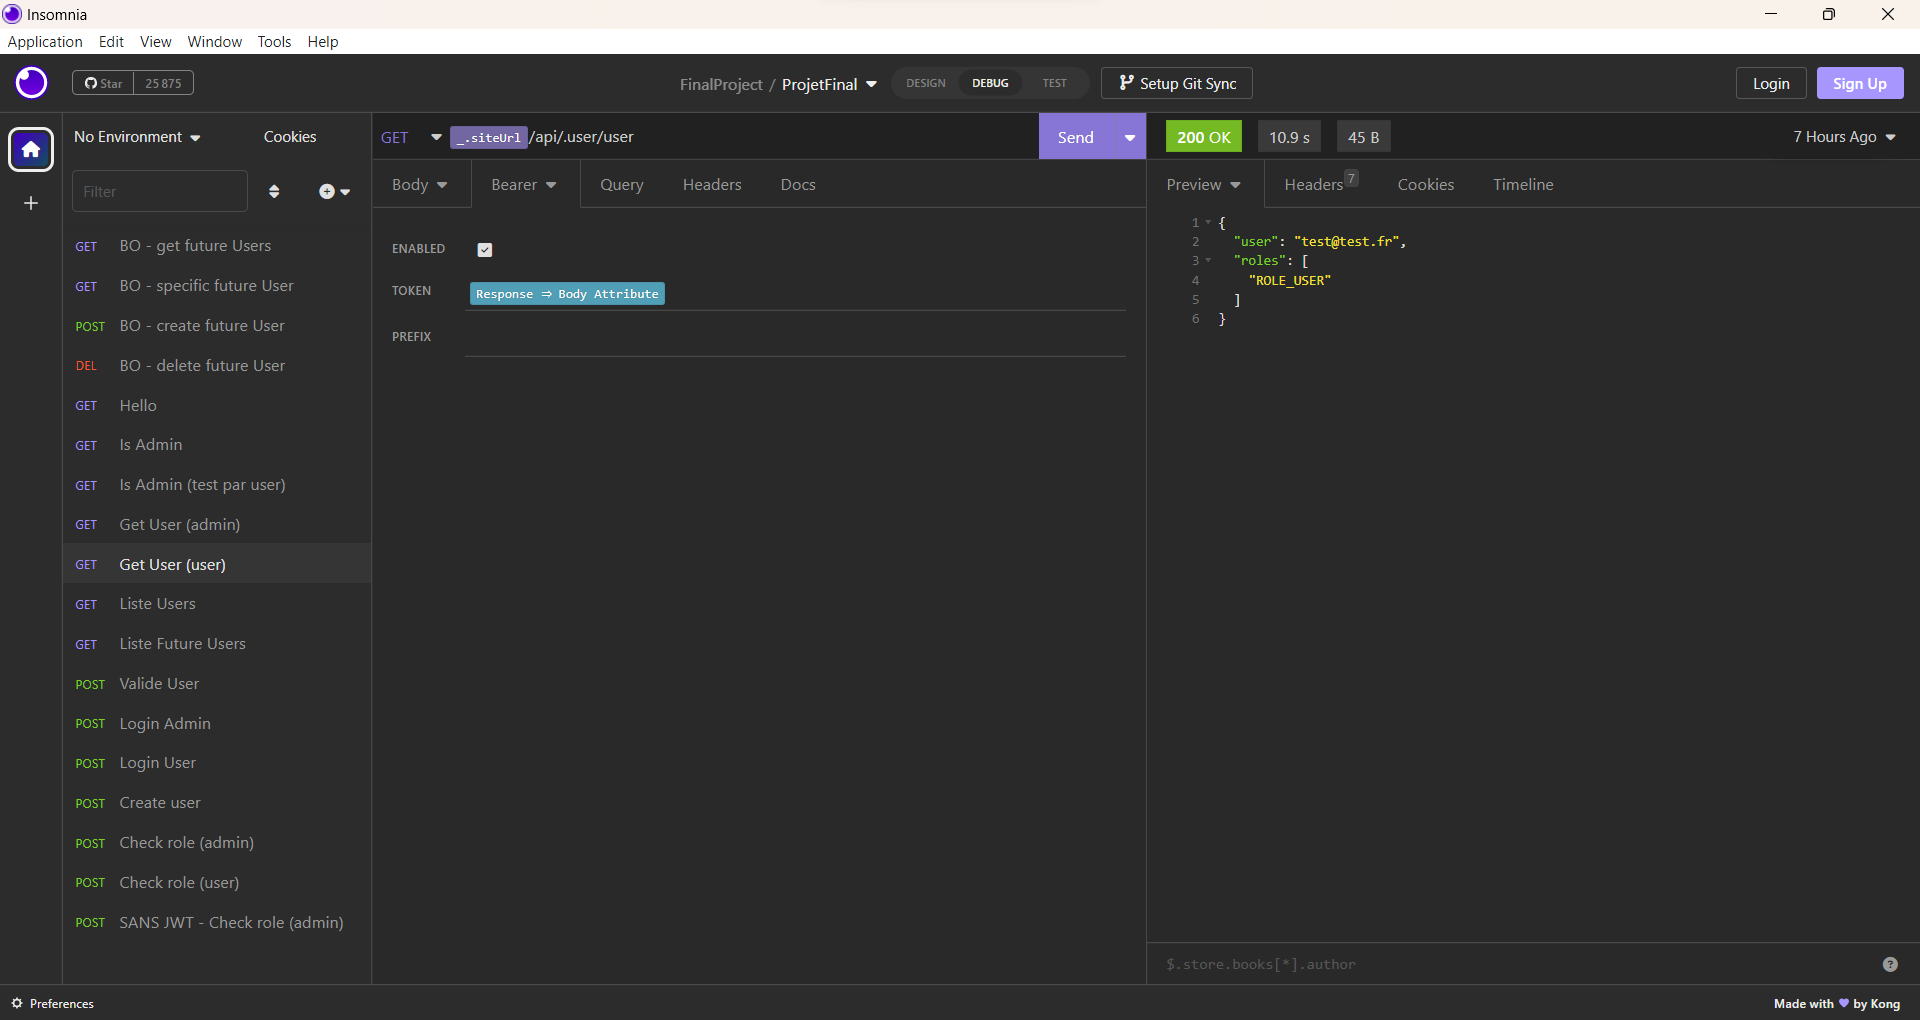 Insomnia
Application Edit View Window Tools Help
Star 25 875
FinalProject / ProjetFinal
DESIGN DEBUG TEST
Setup Git Sync
Login Sign Up
No Environment Cookies
GET _.siteUrl /api/.user/user
Send
200 OK 10.9 s 45 B
7 Hours Ago
Filter
Body Bearer Query Headers Docs
Preview Headers 7 Cookies Timeline
GET BO - get future Users
GET BO - specific future User
POST BO - create future User
DEL BO - delete future User
GET Hello
GET Is Admin
GET Is Admin (test par user)
GET Get User (admin)
GET Get User (user)
GET Liste Users
GET Liste Future Users
POST Valide User
POST Login Admin
POST Login User
POST Create user
POST Check role (admin)
POST Check role (user)
POST SANS JWT - Check role (admin)
ENABLED
TOKEN Response ⇒ Body Attribute
PREFIX
1 {
2 "user": "test@test.fr",
3 "roles": [
4 "ROLE_USER"
5 ]
6 }
$.store.books[*].author
?
Preferences
Made with 💜 by Kong